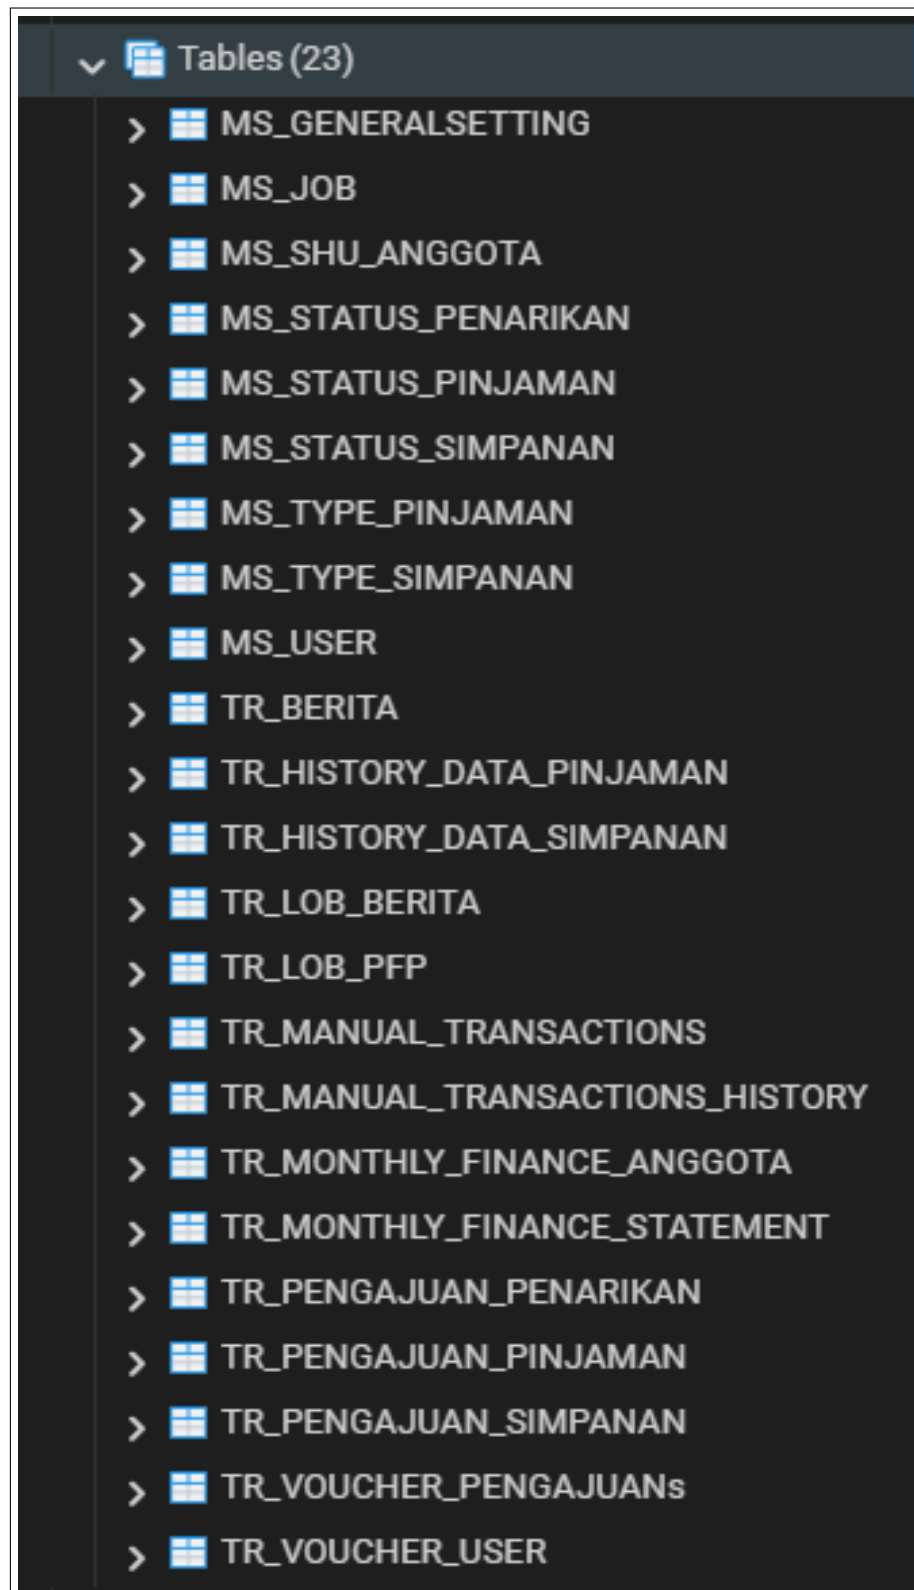 Tables (23)
MS_GENERALSETTING
MS_JOB
MS_SHU_ANGGOTA
MS_STATUS_PENARIKAN
MS_STATUS_PINJAMAN
MS_STATUS_SIMPANAN
MS_TYPE_PINJAMAN
MS_TYPE_SIMPANAN
MS_USER
TR_BERITA
TR_HISTORY_DATA_PINJAMAN
TR_HISTORY_DATA_SIMPANAN
TR_LOB_BERITA
TR_LOB_PFP
TR_MANUAL_TRANSACTIONS
TR_MANUAL_TRANSACTIONS_HISTORY
TR_MONTHLY_FINANCE_ANGGOTA
TR_MONTHLY_FINANCE_STATEMENT
TR_PENGAJUAN_PENARIKAN
TR_PENGAJUAN_PINJAMAN
TR_PENGAJUAN_SIMPANAN
TR_VOUCHER_PENGAJUANs
TR_VOUCHER_USER